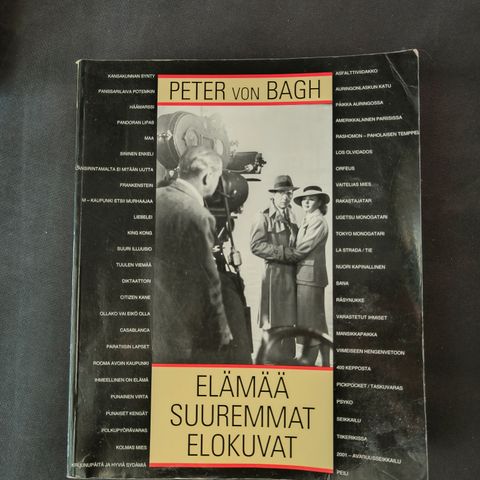 PETER VON BAGH
KANSAKUNNAN SYNTY
PANSSARILAIVA POTEMKIN
HÄÄMARSSI
PANDORAN LIPAS
MAA
SININEN ENKELI
LÄNSIRINTAMALTA EI MITÄÄN UUTTA
FRANKENSTEIN
M – KAUPUNKI ETSII MURHAAJAA
LIEBELEI
KING KONG
SUURI ILLUUSIO
TUULEN VIEMÄÄ
DIKTAATTORI
CITIZEN KANE
OLLAKO VAI EIKÖ OLLA
CASABLANCA
PARATIISIN LAPSET
ROOMA AVOIN KAUPUNKI
IHMEELLINEN ON ELÄMÄ
PUNAINEN VIRTA
PUNAISET KENGÄT
POLKUPYÖRÄVARAS
KOLMAS MIES
KRUUNUPÄITÄ JA HYVIÄ SYDÄMIÄ
ASFALTTIVIIDAKKO
AURINGONLASKUN KATU
PAIKKA AURINGOSSA
AMERIKKALAINEN PARIISISSA
RASHOMON – PAHOLAISEN TEMPPELI
LOS OLVIDADOS
ORFEUS
VAITELIAS MIES
RAKASTAJATAR
UGETSU MONOGATARI
TOKYO MONOGATARI
LA STRADA / TIE
NUORI KAPINALLINEN
SANA
RÄSYNUKKE
VARASTETUT IHMISET
MANSIKKAPAIKKA
VIIMEISEEN HENGENVETOON
400 KEPPOSTA
PICKPOCKET / TASKUVARAS
PSYKO
SEIKKAILU
TIIKERIKISSA
2001 – AVARUUSSEIKKAILU
PEILI
ELÄMÄÄ
SUUREMMAT
ELOKUVAT